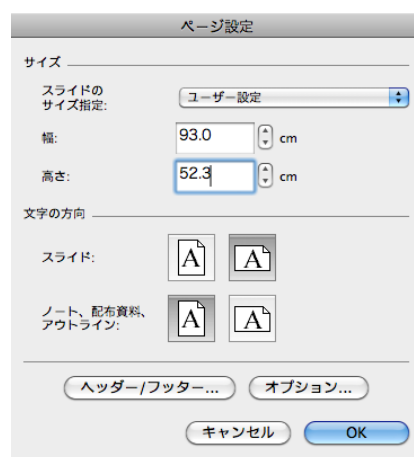 ページ設定
サイズ
スライドの
サイズ指定:
ユーザー設定
幅:
93.0
cm
高さ:
52.3
cm
文字の方向
スライド:
A
A
ノート、配布資料、
アウトライン:
A
A
ヘッダー/フッター...
オプション...
キャンセル
OK